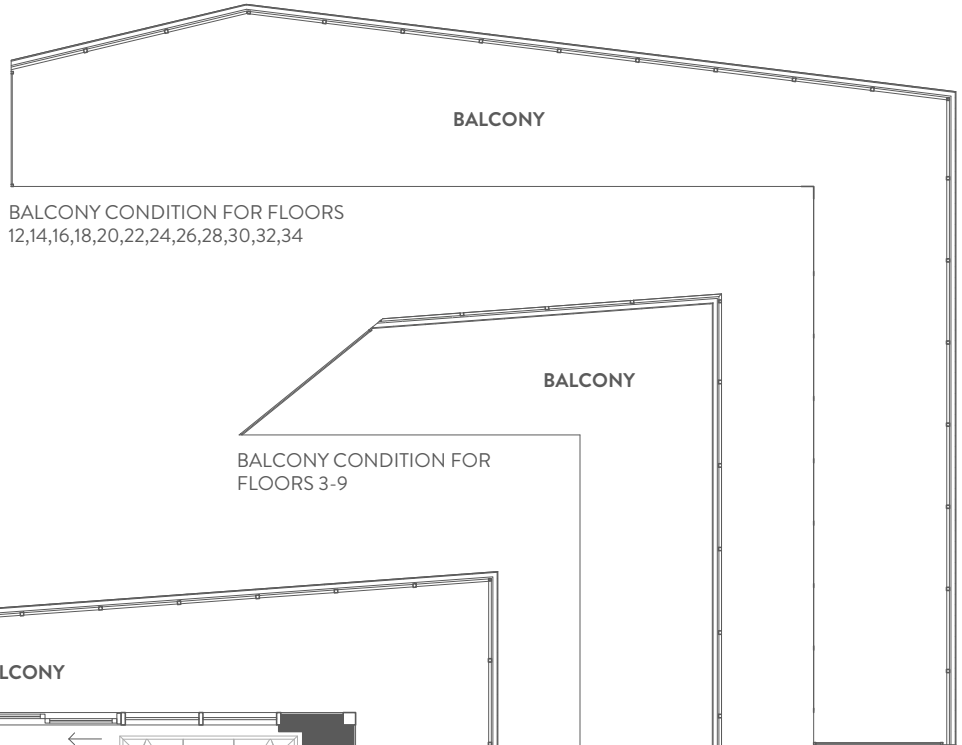 BALCONY
BALCONY CONDITION FOR FLOORS
12,14,16,18,20,22,24,26,28,30,32,34
BALCONY
BALCONY CONDITION FOR
FLOORS 3-9
LCONY